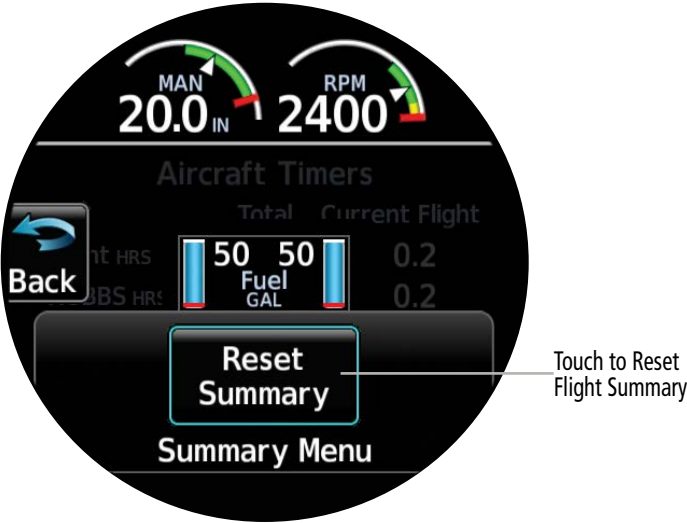 MAN
20.0 IN
RPM
2400
Aircraft Timers
Total Current Flight
Back
nt HRS
50 50
0.2
Fuel
GAL
BBS HRS
0.2
Reset
Summary
Summary Menu
Touch to Reset
Flight Summary